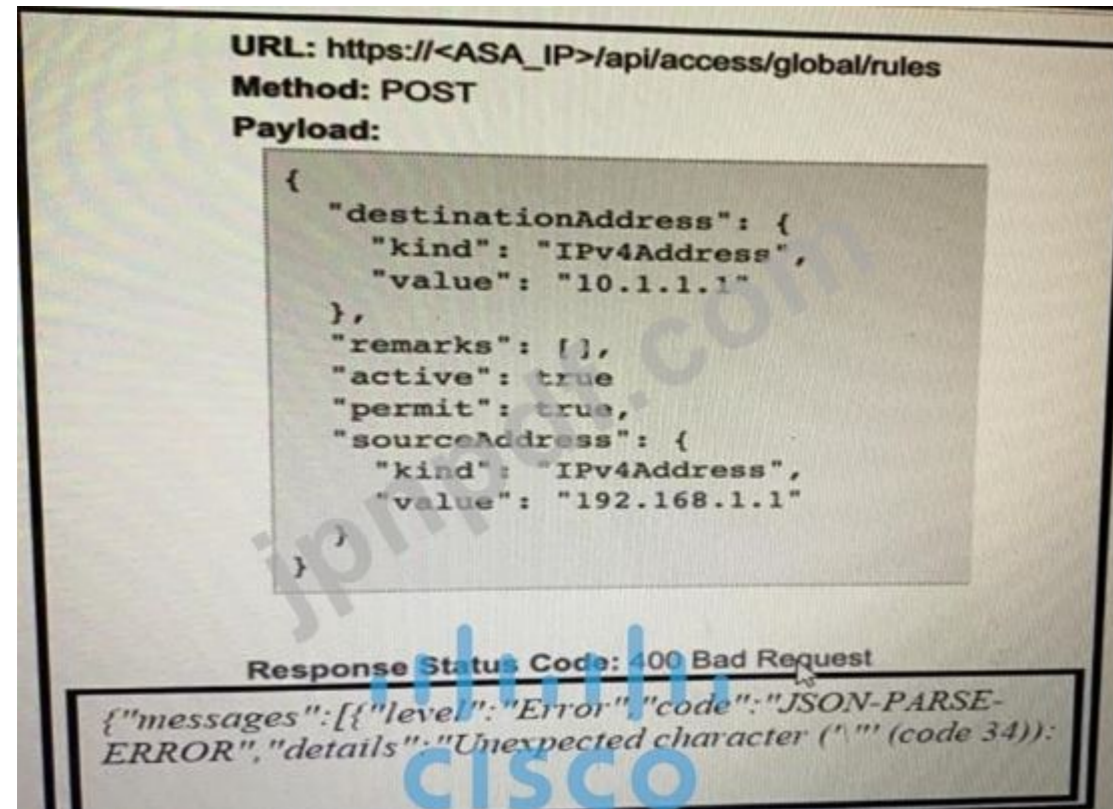 URL: https://<ASA_IP>/api/access/global/rules
Method: POST
Payload:
{
"destinationAddress": {
"kind": "IPv4Address",
"value": "10.1.1.1"
},
"remarks": [],
"active": true
"permit": true,
"sourceAddress": {
"kind": "IPv4Address",
"value": "192.168.1.1"
}
}
jpnpdf.com
Response Status Code: 400 Bad Request
{"messages":[{"level":"Error","code":"JSON-PARSE-
ERROR","details":"Unexpected character ('\"' (code 34)):
CISCO